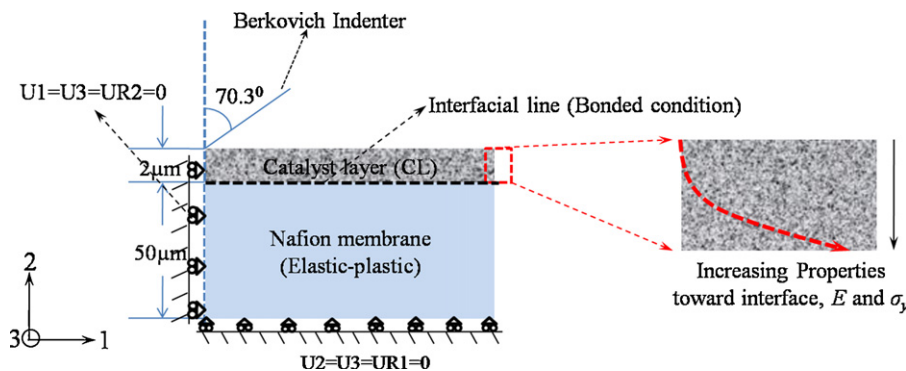 Berkovich Indenter
U1=U3=UR2=0
70.3⁰
Interfacial line (Bonded condition)
2μm
Catalyst layer (CL)
50μm
Nafion membrane
(Elastic-plastic)
Increasing Properties
toward interface, E and σy
2
3
1
U2=U3=UR1=0